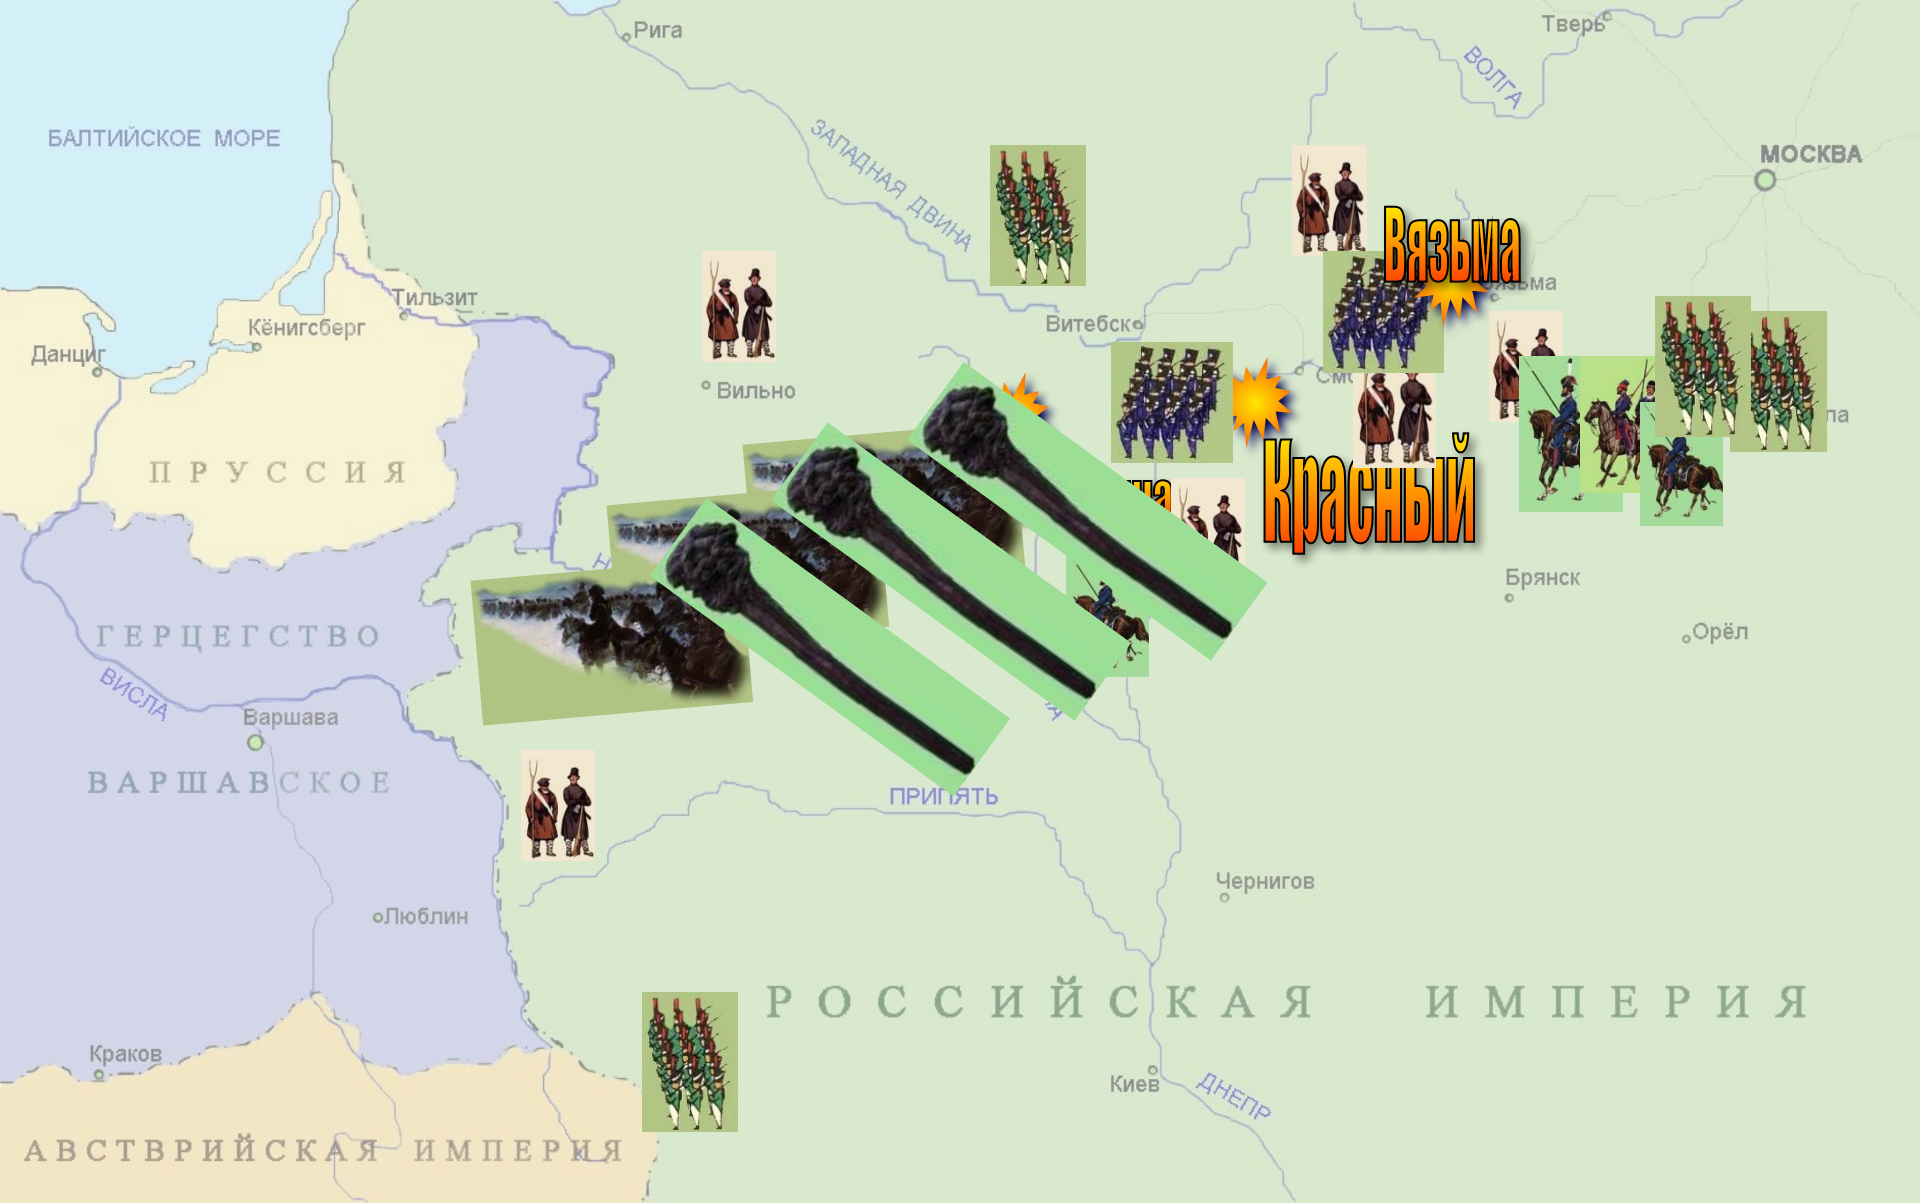 Рига
Тверь
ВОЛГА
БАЛТИЙСКОЕ МОРЕ
ЗАПАДНАЯ ДВИНА
МОСКВА
Вязьма
Тильзит
Кёнигсберг
Витебск
Данциг
Вильно
ПРУССИЯ
Красный
Брянск
Орёл
ГЕРЦЕГСТВО
ВИСЛА
Варшава
ВАРШАВСКОЕ
ПРИПЯТЬ
Чернигов
Люблин
РОССИЙСКАЯ ИМПЕРИЯ
Краков
Киев
ДНЕПР
АВСТВРИЙСКАЯ ИМПЕРИЯ